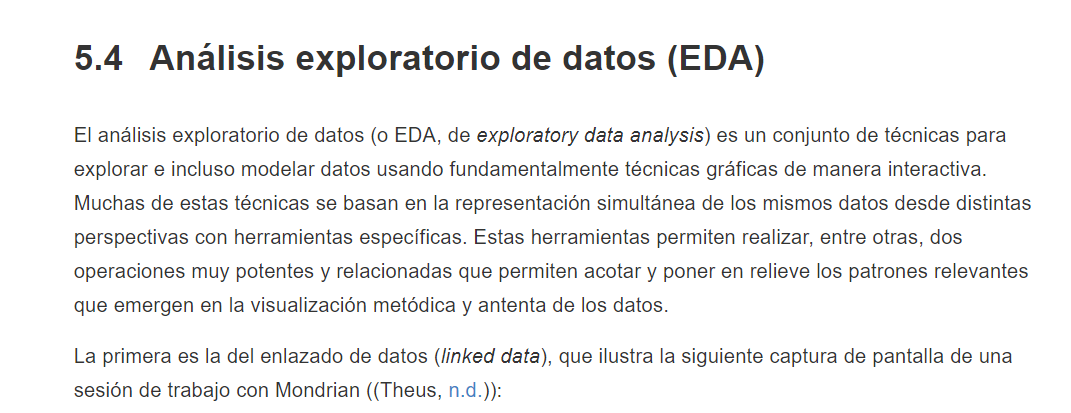 5.4 Análisis exploratorio de datos (EDA)
El análisis exploratorio de datos (o EDA, de exploratory data analysis) es un conjunto de técnicas para
explorar e incluso modelar datos usando fundamentalmente técnicas gráficas de manera interactiva.
Muchas de estas técnicas se basan en la representación simultánea de los mismos datos desde distintas
perspectivas con herramientas específicas. Estas herramientas permiten realizar, entre otras, dos
operaciones muy potentes y relacionadas que permiten acotar y poner en relieve los patrones relevantes
que emergen en la visualización metódica y antenta de los datos.
La primera es la del enlazado de datos (linked data), que ilustra la siguiente captura de pantalla de una
sesión de trabajo con Mondrian ((Theus, n.d.)):